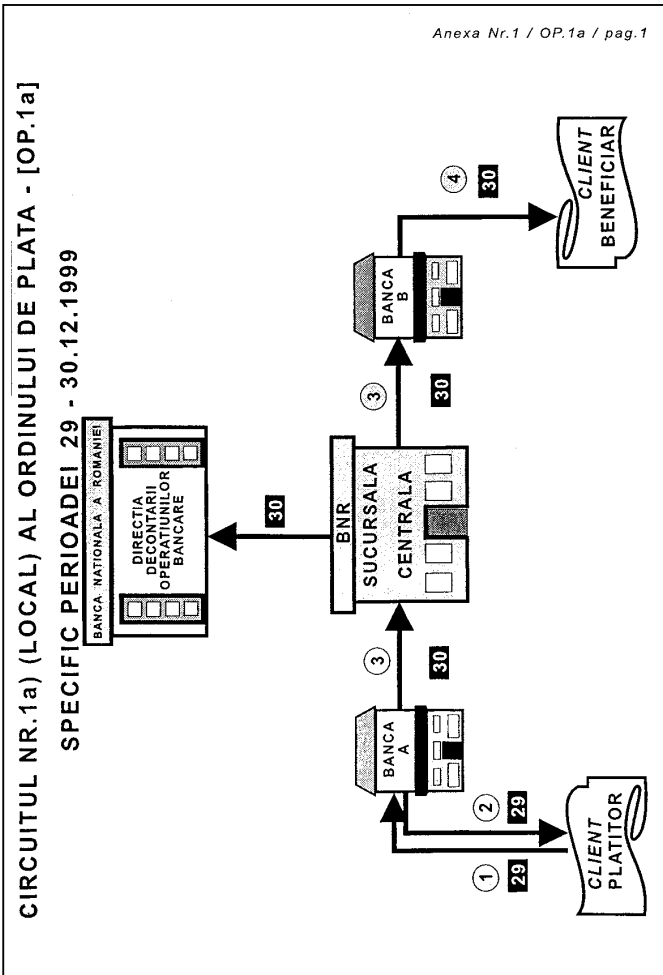 Anexa Nr.1 / OP.1a / pag.1
CIRCUITUL NR.1a) (LOCAL) AL ORDINULUI DE PLATA - [OP.1a]
SPECIFIC PERIOADEI 29 - 30.12.1999
BANCA NATIONALA A ROMANIEI
DIRECTIA
DECONTARII
OPERATIUNILOR
BANCARE
30
BNR
SUCURSALA
CENTRALA
BANCA
A
3
30
3
30
BANCA
B
1
29
2
29
4
30
CLIENT
PLATITOR
CLIENT
BENEFICIAR